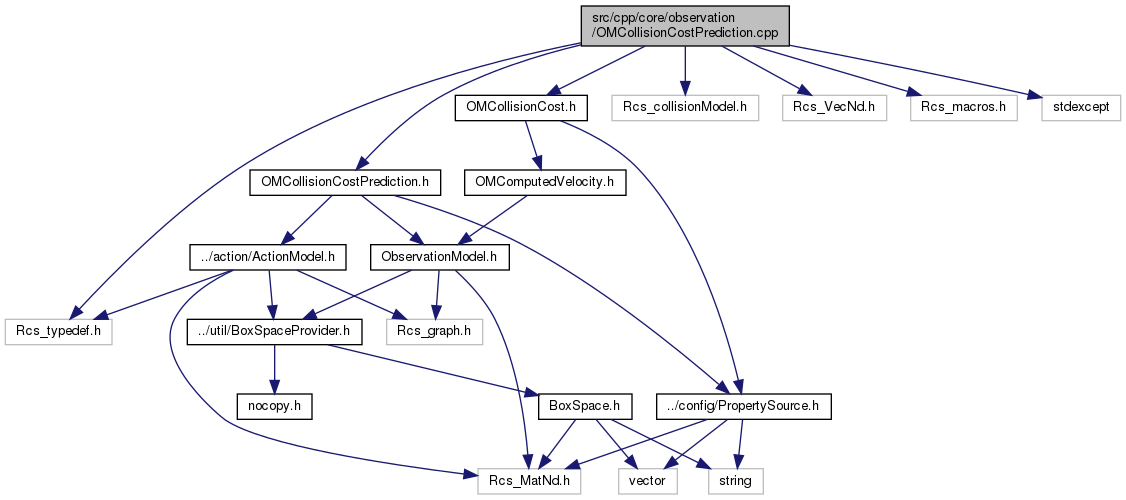 src/cpp/core/observation
/OMCollisionCostPrediction.cpp
OMCollisionCost.h
Rcs_collisionModel.h
Rcs_VecNd.h
Rcs_macros.h
stdexcept
OMCollisionCostPrediction.h
OMComputedVelocity.h
../action/ActionModel.h
ObservationModel.h
Rcs_typedef.h
../util/BoxSpaceProvider.h
Rcs_graph.h
nocopy.h
BoxSpace.h
../config/PropertySource.h
Rcs_MatNd.h
vector
string